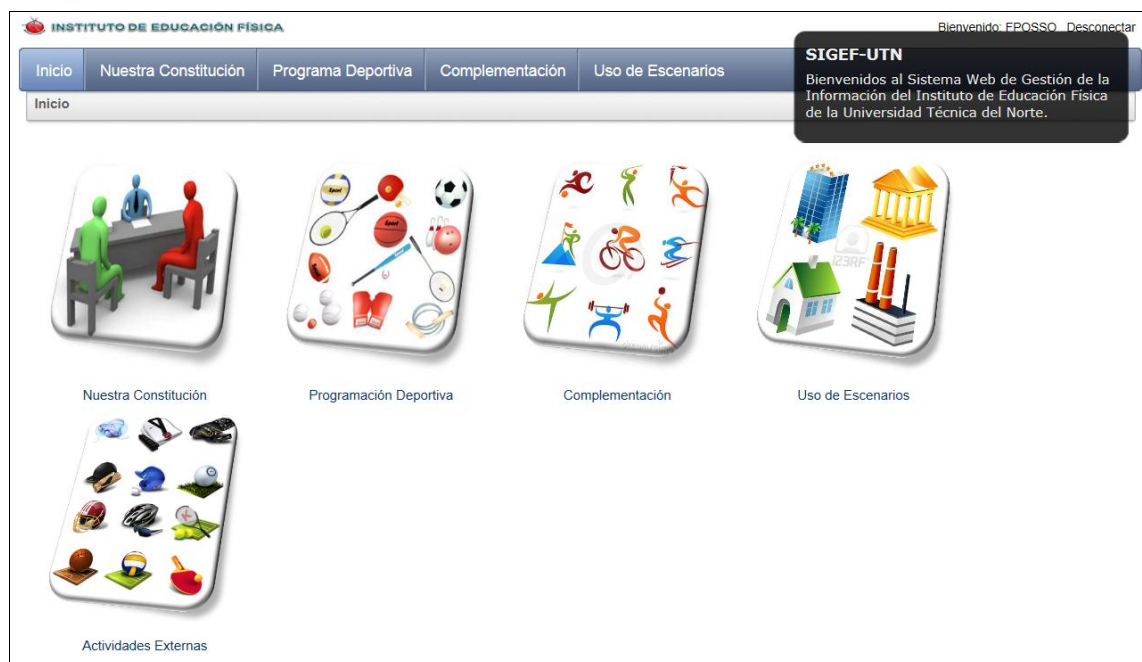 INSTITUTO DE EDUCACIÓN FÍSICA
Bienvenido: EPOSSO Desconectar
Inicio Nuestra Constitución Programa Deportiva Complementación Uso de Escenarios
SIGEF-UTN
Bienvenidos al Sistema Web de Gestión de la
Información del Instituto de Educación Física
de la Universidad Técnica del Norte.
Inicio
123RF
Nuestra Constitución
Programación Deportiva
Complementación
Uso de Escenarios
Actividades Externas